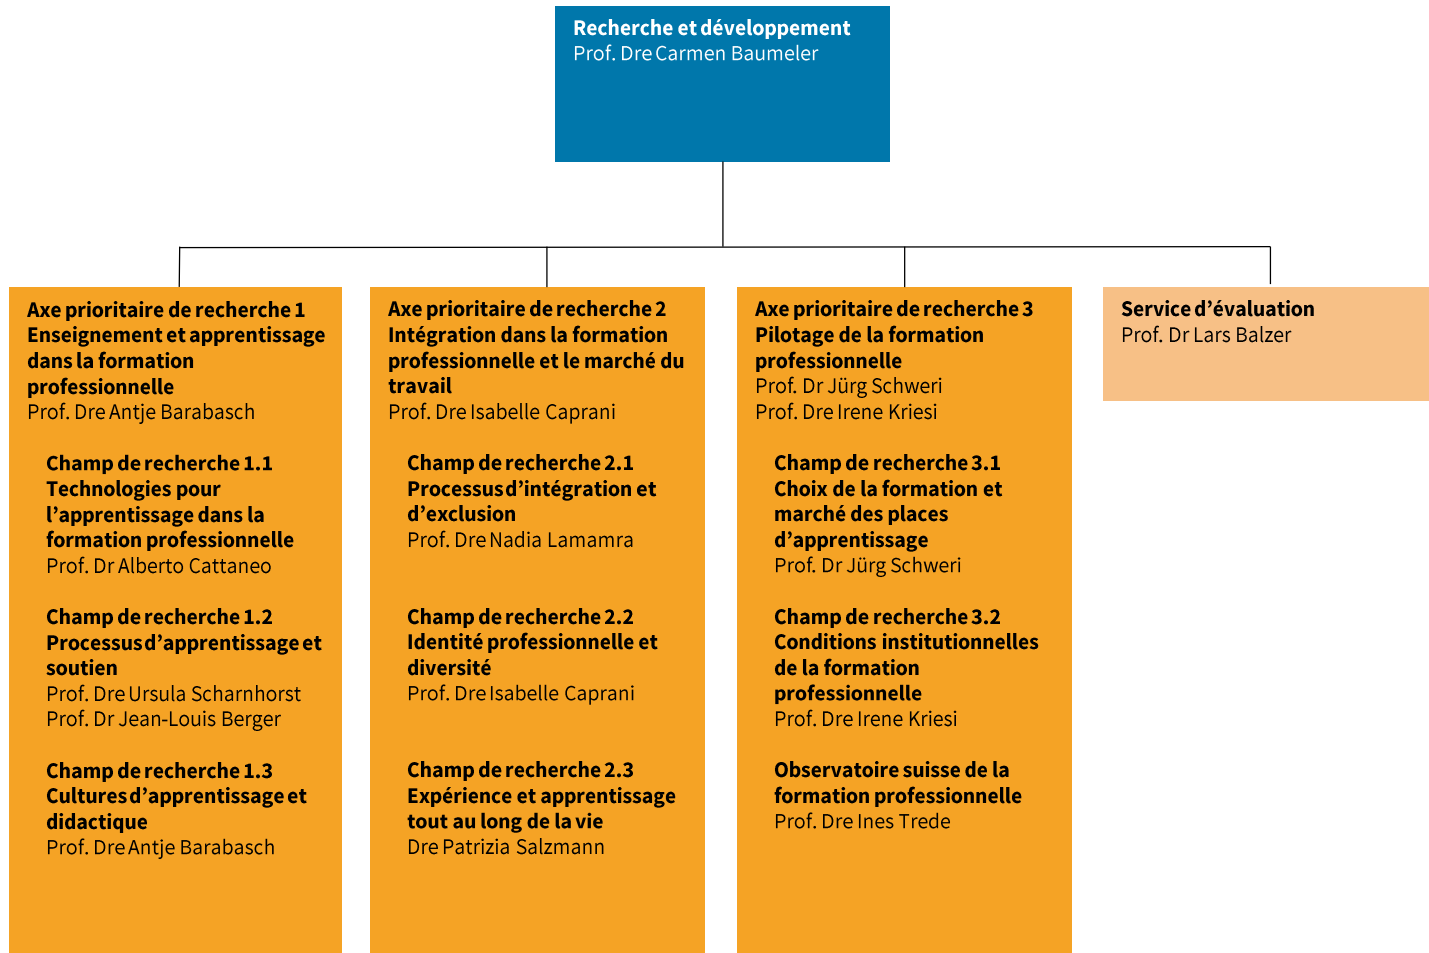 Recherche et développement
Prof. Dre Carmen Baumeler
Axe prioritaire de recherche 1
Enseignement et apprentissage
dans la formation
professionnelle
Prof. Dre Antje Barabasch
Champ de recherche 1.1
Technologies pour
l’apprentissage dans la
formation professionnelle
Prof. Dr Alberto Cattaneo
Champ de recherche 1.2
Processus d’apprentissage et
soutien
Prof. Dre Ursula Scharnhorst
Prof. Dr Jean-Louis Berger
Champ de recherche 1.3
Cultures d’apprentissage et
didactique
Prof. Dre Antje Barabasch
Axe prioritaire de recherche 2
Intégration dans la formation
professionnelle et le marché du
travail
Prof. Dre Isabelle Caprani
Champ de recherche 2.1
Processus d’intégration et
d’exclusion
Prof. Dre Nadia Lamamra
Champ de recherche 2.2
Identité professionnelle et
diversité
Prof. Dre Isabelle Caprani
Champ de recherche 2.3
Expérience et apprentissage
tout au long de la vie
Dre Patrizia Salzmann
Axe prioritaire de recherche 3
Pilotage de la formation
professionnelle
Prof. Dr Jürg Schweri
Prof. Dre Irene Kriesi
Champ de recherche 3.1
Choix de la formation et
marché des places
d’apprentissage
Prof. Dr Jürg Schweri
Champ de recherche 3.2
Conditions institutionnelles
de la formation
professionnelle
Prof. Dre Irene Kriesi
Observatoire suisse de la
formation professionnelle
Prof. Dre Ines Trede
Service d’évaluation
Prof. Dr Lars Balzer